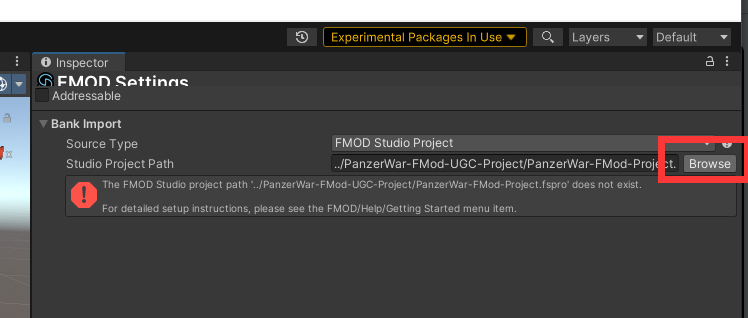 Experimental Packages In Use
Layers
Default
Inspector
FMOD Settings
Addressable
Bank Import
Source Type
FMOD Studio Project
Studio Project Path
../PanzerWar-FMod-UGC-Project/PanzerWar-FMod-Project.
Browse
The FMOD Studio project path '../PanzerWar-FMod-UGC-Project/PanzerWar-FMod-Project.fspro' does not exist.
For detailed setup instructions, please see the FMOD/Help/Getting Started menu item.